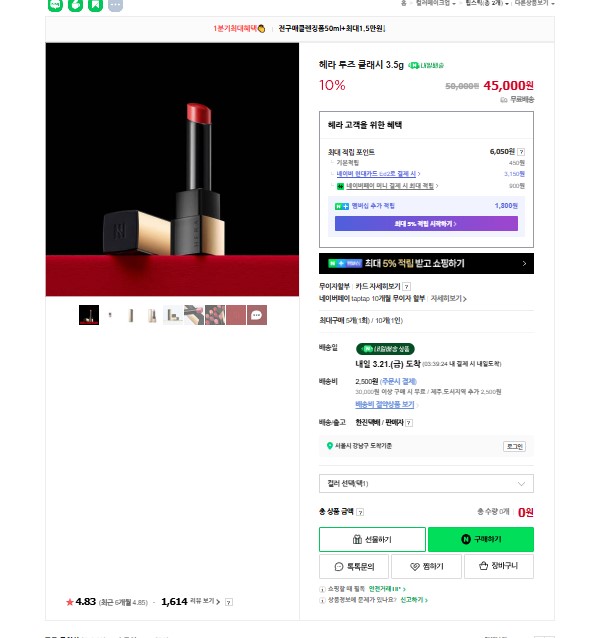 홈 > 컬러메이크업 > 립스틱(총 2개) 다른상품보기
1분기최대혜택 | 전구매클렌징폼50ml+최대1.5만원↓
헤라 루즈 클래시 3.5g N 내일배송
10% 50,000원 45,000원
무료배송
헤라 고객을 위한 혜택
최대 적립 포인트 6,050원 ?
기본적립 450원
네이버 현대카드 Ed2로 결제 시 > 3,150원
네이버페이 머니 결제 시 최대 적립 > 900원
N+ 멤버십 추가 적립 1,800원
최대 5% 적립 시작하기 >
최대 5% 적립 받고 쇼핑하기 >
무이자할부 카드 자세히보기 ?
네이버페이 taptap 10개월 무이자 할부 | 자세히보기 >
최대구매 5개(1회) / 10개(1인)
배송일 N 내일배송 상품
내일 3.21.(금) 도착 (03:39:24 내 결제 시 내일도착)
배송비 2,500원 (주문시 결제)
30,000원 이상 구매 시 무료 / 제주,도서지역 추가 2,500원
배송비 절약상품 보기
배송/출고 한진택배 / 판매자 ?
서울시 강남구 도착기준 로그인
컬러 선택(택1)
총 상품 금액 ? 총 수량 0개 | 0원
선물하기 N 구매하기
톡톡문의 찜하기 장바구니
쇼핑할 때 필독 안전거래 TIP >
상품정보에 문제가 있나요? 신고하기 >
★ 4.83 (최근 6개월 4.85) · 1,614 리뷰 보기 > ?